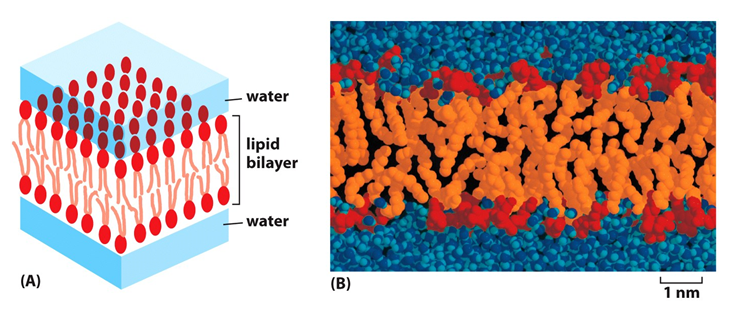 water
lipid
bilayer
water
(A)
(B)
1 nm